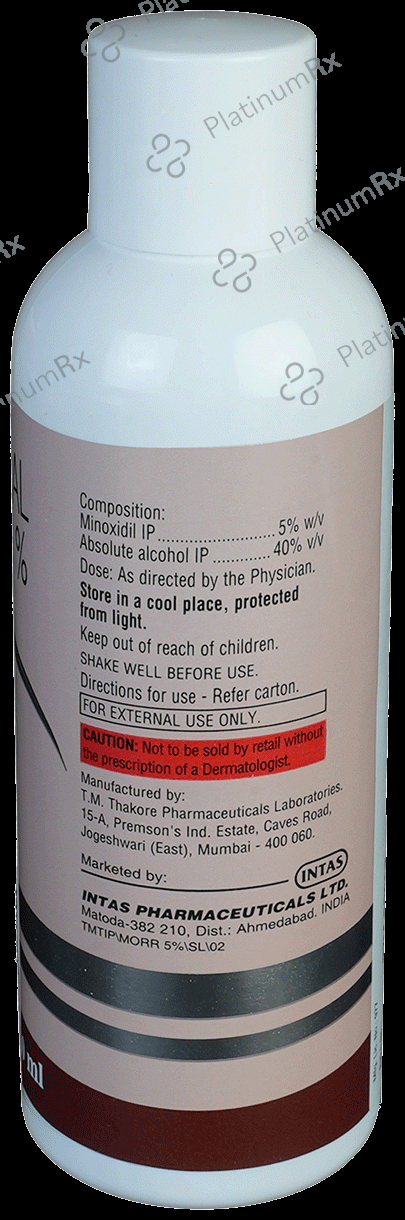 PlatinumRx
PlatinumRx
PlatinumRx
PlatinumRx
AL
%
Composition:
Minoxidil IP ........................ 5% w/v
Absolute alcohol IP ............ 40% v/v
Dose: As directed by the Physician.
Store in a cool place, protected
from light.
Keep out of reach of children.
SHAKE WELL BEFORE USE.
Directions for use - Refer carton.
FOR EXTERNAL USE ONLY.
CAUTION: Not to be sold by retail without
the prescription of a Dermatologist.
Manufactured by:
T.M. Thakore Pharmaceuticals Laboratories.
15-A, Premson's Ind. Estate, Caves Road,
Jogeshwari (East), Mumbai - 400 060.
Marketed by:
INTAS
INTAS PHARMACEUTICALS LTD.
Matoda-382 210, Dist.: Ahmedabad. INDIA
TMTIP\MORR 5%\SL\02
ml